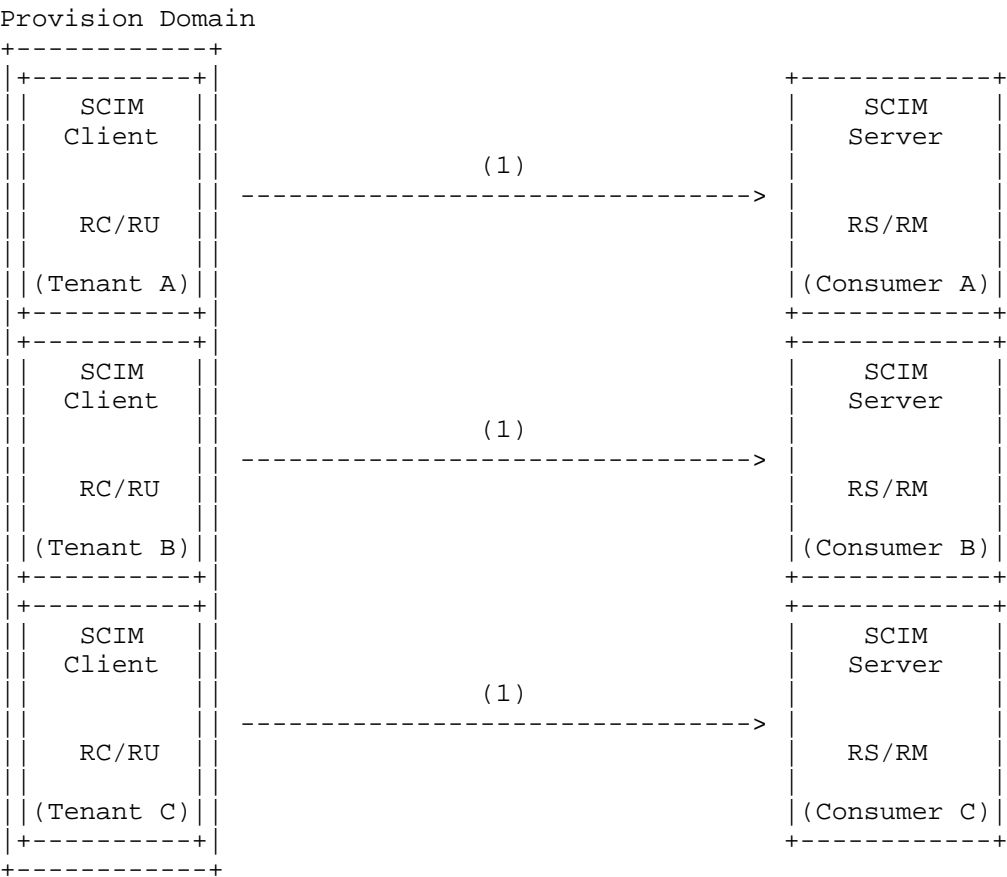 Provision Domain
SCIM SCIM
Client Server
(1)
RC/RU RS/RM
(Tenant A) (Consumer A)
SCIM SCIM
Client Server
(1)
RC/RU RS/RM
(Tenant B) (Consumer B)
SCIM SCIM
Client Server
(1)
RC/RU RS/RM
(Tenant C) (Consumer C)